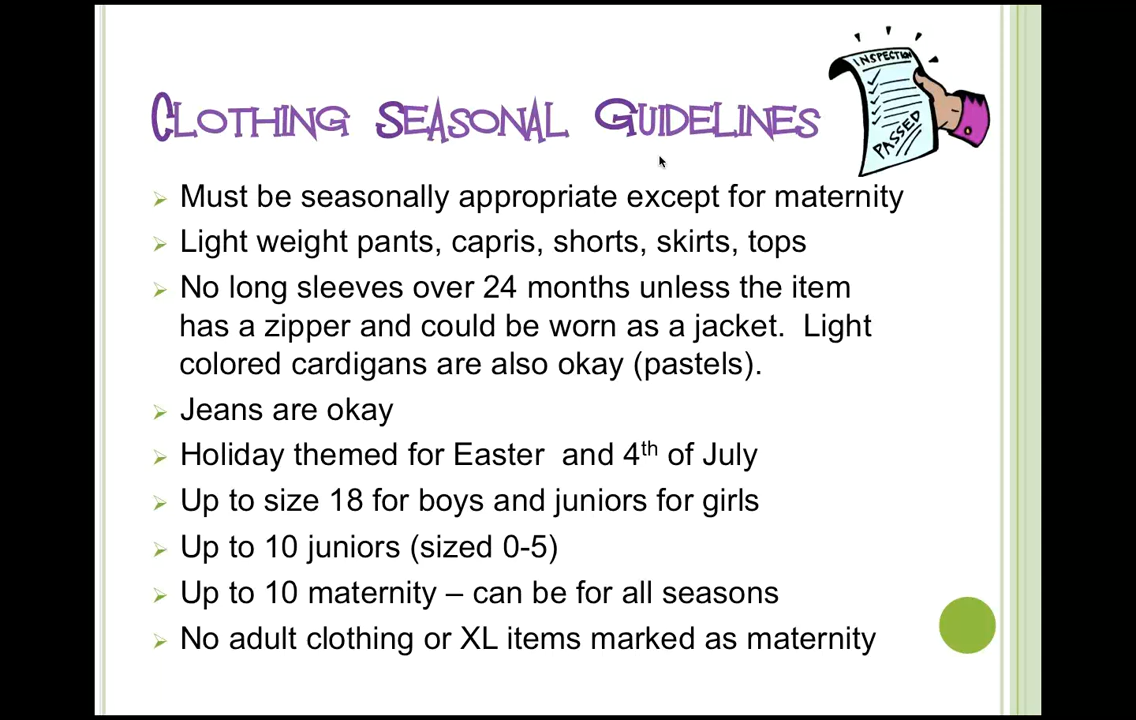 INSPECTION
PASSED
CLOTHING SEASONAL GUIDELINES
Must be seasonally appropriate except for maternity
Light weight pants, capris, shorts, skirts, tops
No long sleeves over 24 months unless the item
has a zipper and could be worn as a jacket. Light
colored cardigans are also okay (pastels).
Jeans are okay
Holiday themed for Easter and 4th of July
Up to size 18 for boys and juniors for girls
Up to 10 juniors (sized 0-5)
Up to 10 maternity – can be for all seasons
No adult clothing or XL items marked as maternity